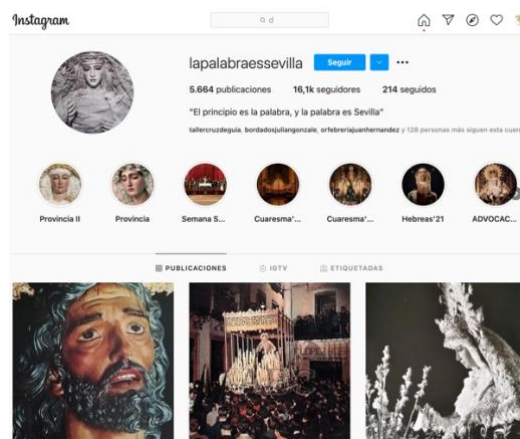 Instagram
d
lapalabraessevilla Seguir
5.664 publicaciones 16,1k seguidores 214 seguidos
"El principio es la palabra, y la palabra es Sevilla"
tallercruzdeguia, bordadosjuliangonzale, orfebreriajuanhernandez y 128 personas más siguen esta cuen
Provincia II Provincia Semana S... Cuaresma'... Cuaresma'... Hebreas'21 ADVOCAC...
PUBLICACIONES IGTV ETIQUETADAS